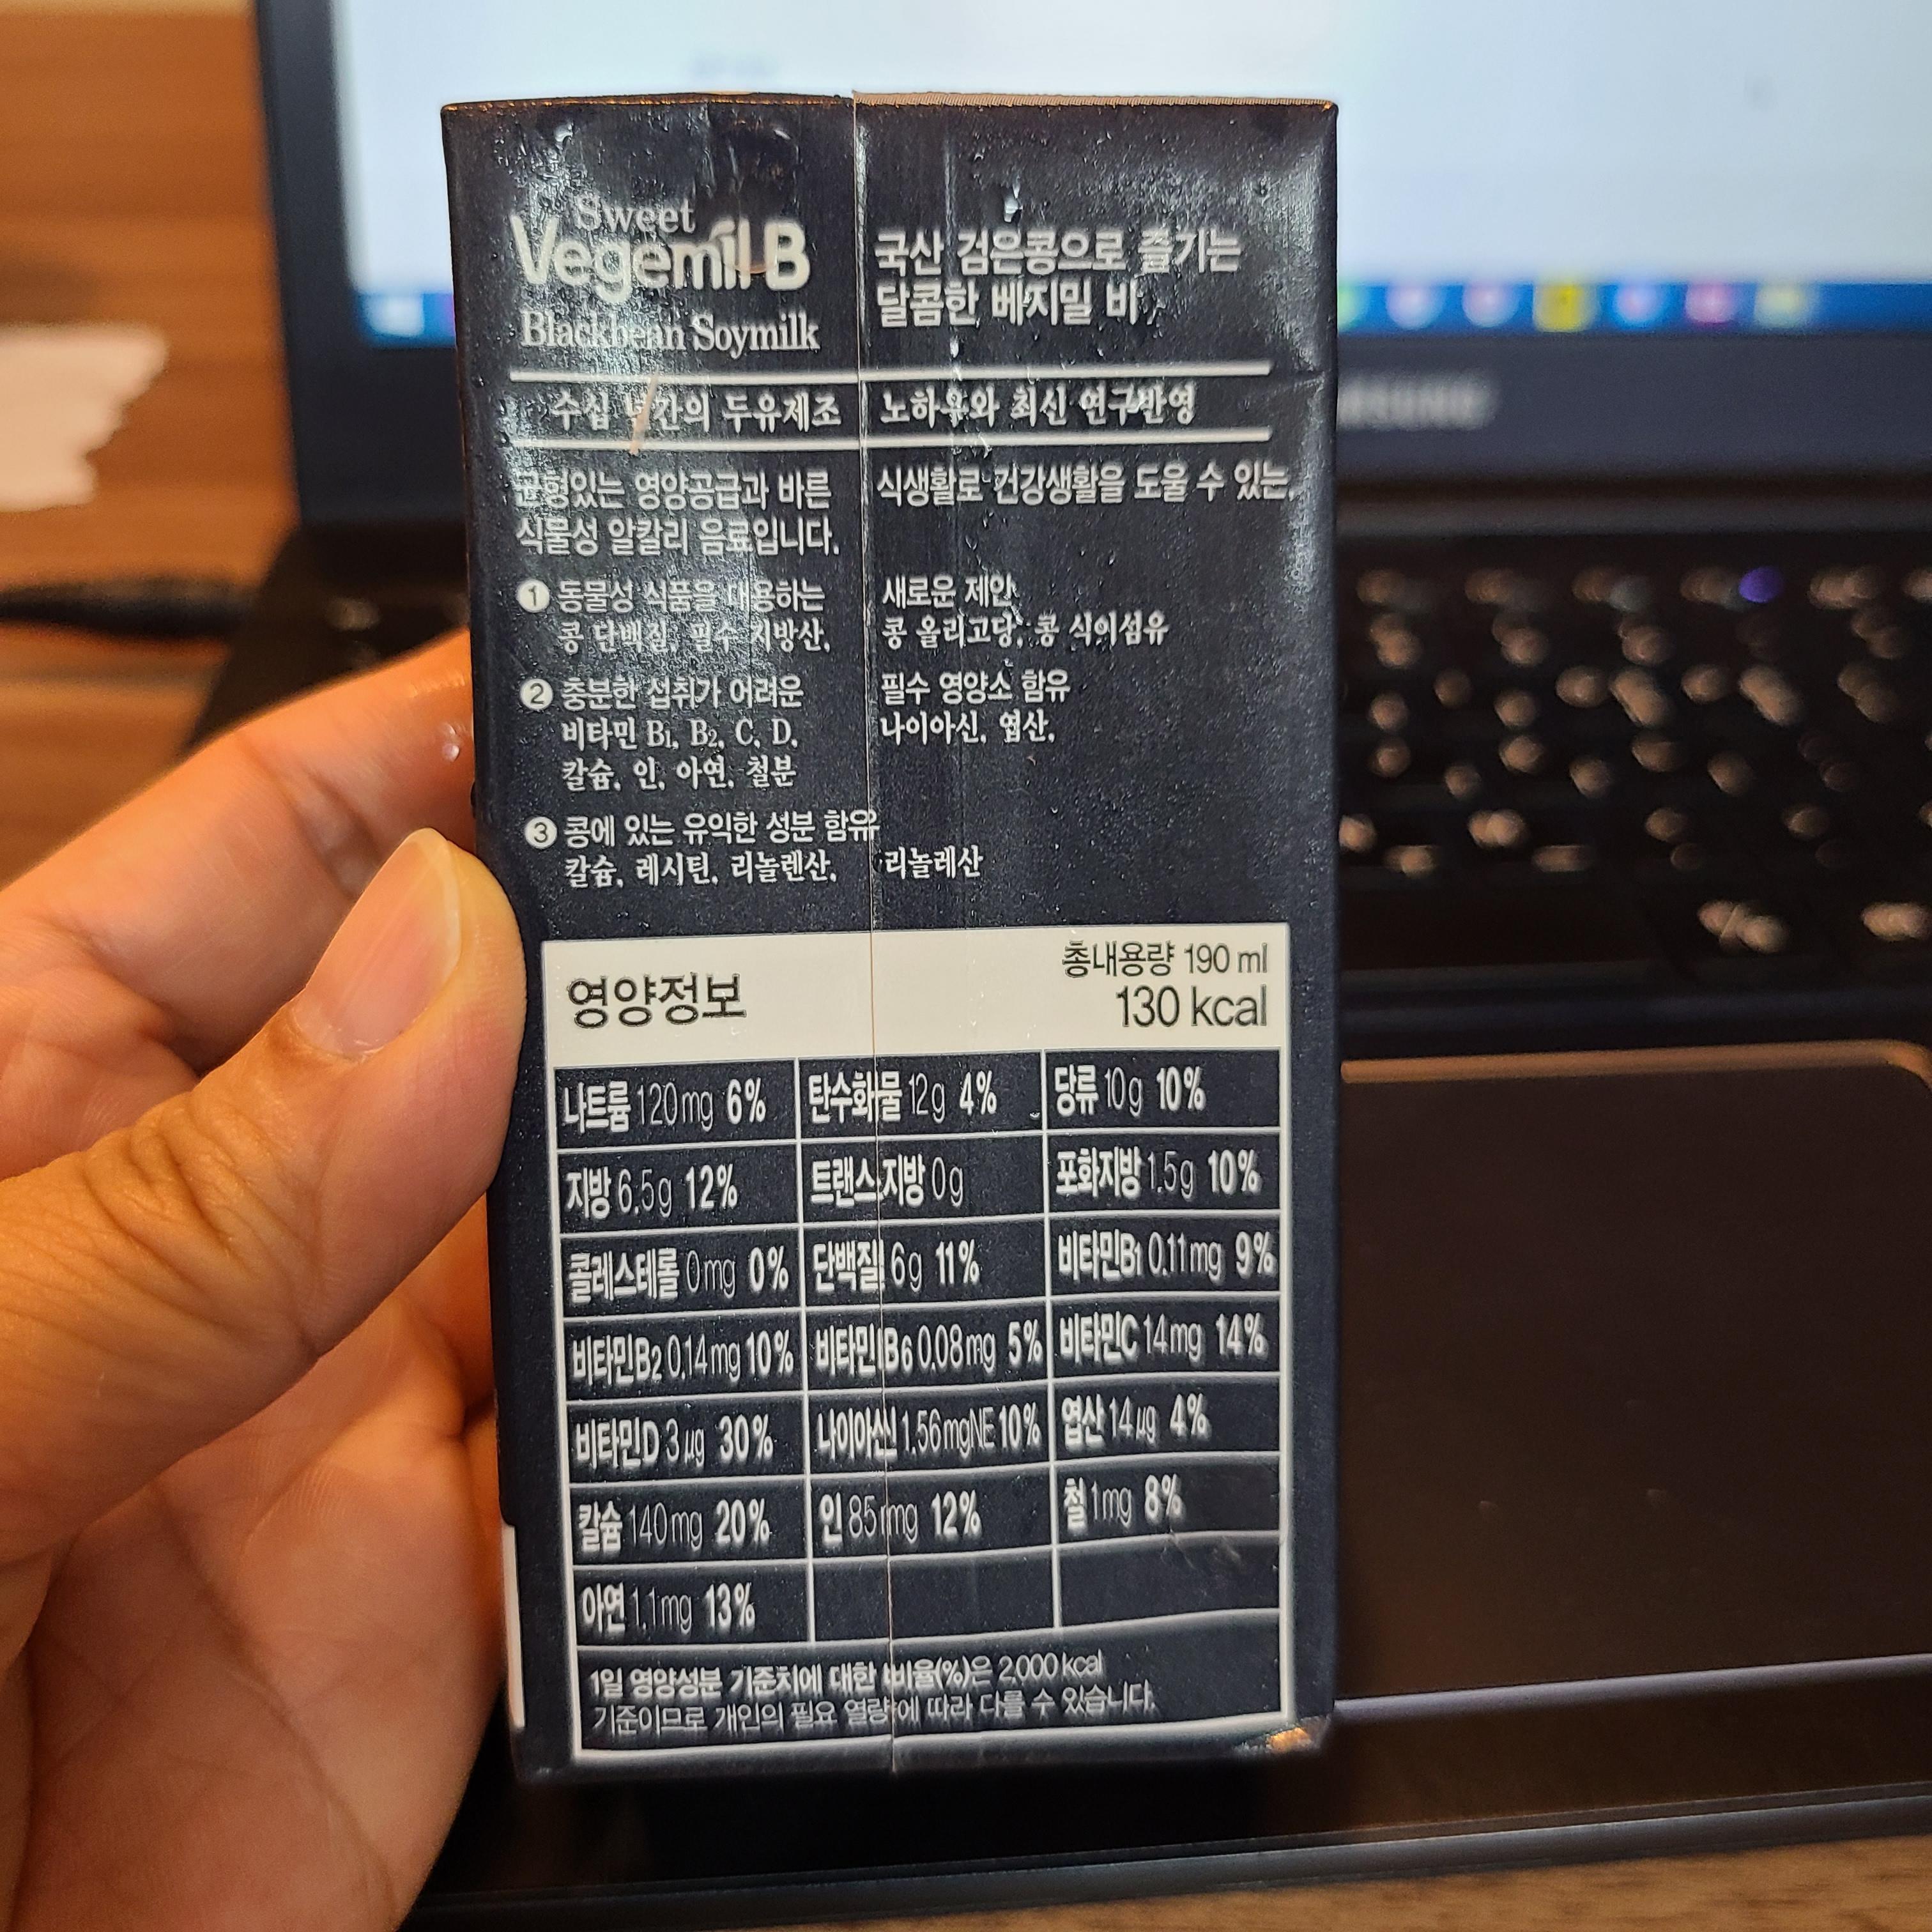 Sweet
Vegemil B
Blackbean Soymilk
국산 검은콩으로 즐기는
달콤한 베지밀 비
수십 년간의 두유제조 노하우와 최신 연구반영
균형있는 영양공급과 바른 식생활로 건강생활을 도울 수 있는,
식물성 알칼리 음료입니다.
1 동물성 식품을 대용하는 새로운 제안
콩 단백질, 필수 지방산, 콩 올리고당, 콩 식이섬유
2 충분한 섭취가 어려운 필수 영양소 함유
비타민 B1, B2, C, D, 나이아신, 엽산,
칼슘, 인, 아연, 철분
3 콩에 있는 유익한 성분 함유
칼슘, 레시틴, 리놀렌산, 리놀레산
영양정보
총내용량 190 ml
130 kcal
나트륨 120mg 6% 탄수화물 12g 4% 당류 10g 10%
지방 6.5g 12% 트랜스지방 0g 포화지방 1.5g 10%
콜레스테롤 0mg 0% 단백질 6g 11% 비타민B1 0.11mg 9%
비타민B2 0.14mg 10% 비타민B6 0.08mg 5% 비타민C 14mg 14%
비타민D 3μg 30% 나이아신 1.56mgNE 10% 엽산 14μg 4%
칼슘 140mg 20% 인 85mg 12% 철 1mg 8%
아연 1.1mg 13%
1일 영양성분 기준치에 대한 비율(%)은 2,000 kcal
기준이므로 개인의 필요 열량에 따라 다를 수 있습니다.